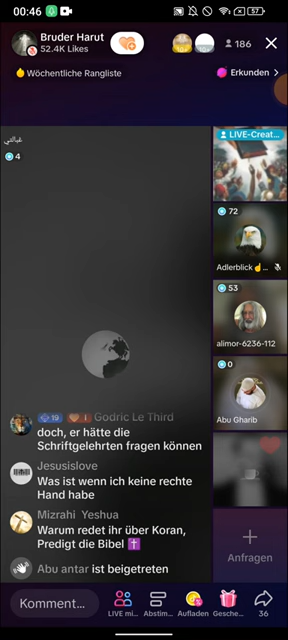 00:46
57
Bruder Harut
52.4K Likes
186
Wöchentliche Rangliste
Erkunden >
LIVE-Creat...
4
72
Adlerblick☝️...
53
alimor-6236-112
0
Abu Gharib
19 I Godric Le Third
doch, er hätte die
Schriftgelehrten fragen können
Jesusislove
Was ist wenn ich keine rechte
Hand habe
Mizrahi Yeshua
Warum redet ihr über Koran,
Predigt die Bibel ✝️
Abu antar ist beigetreten
+
Anfragen
Komment...
LIVE mi...
Abstim...
Aufladen
Gesche...
36